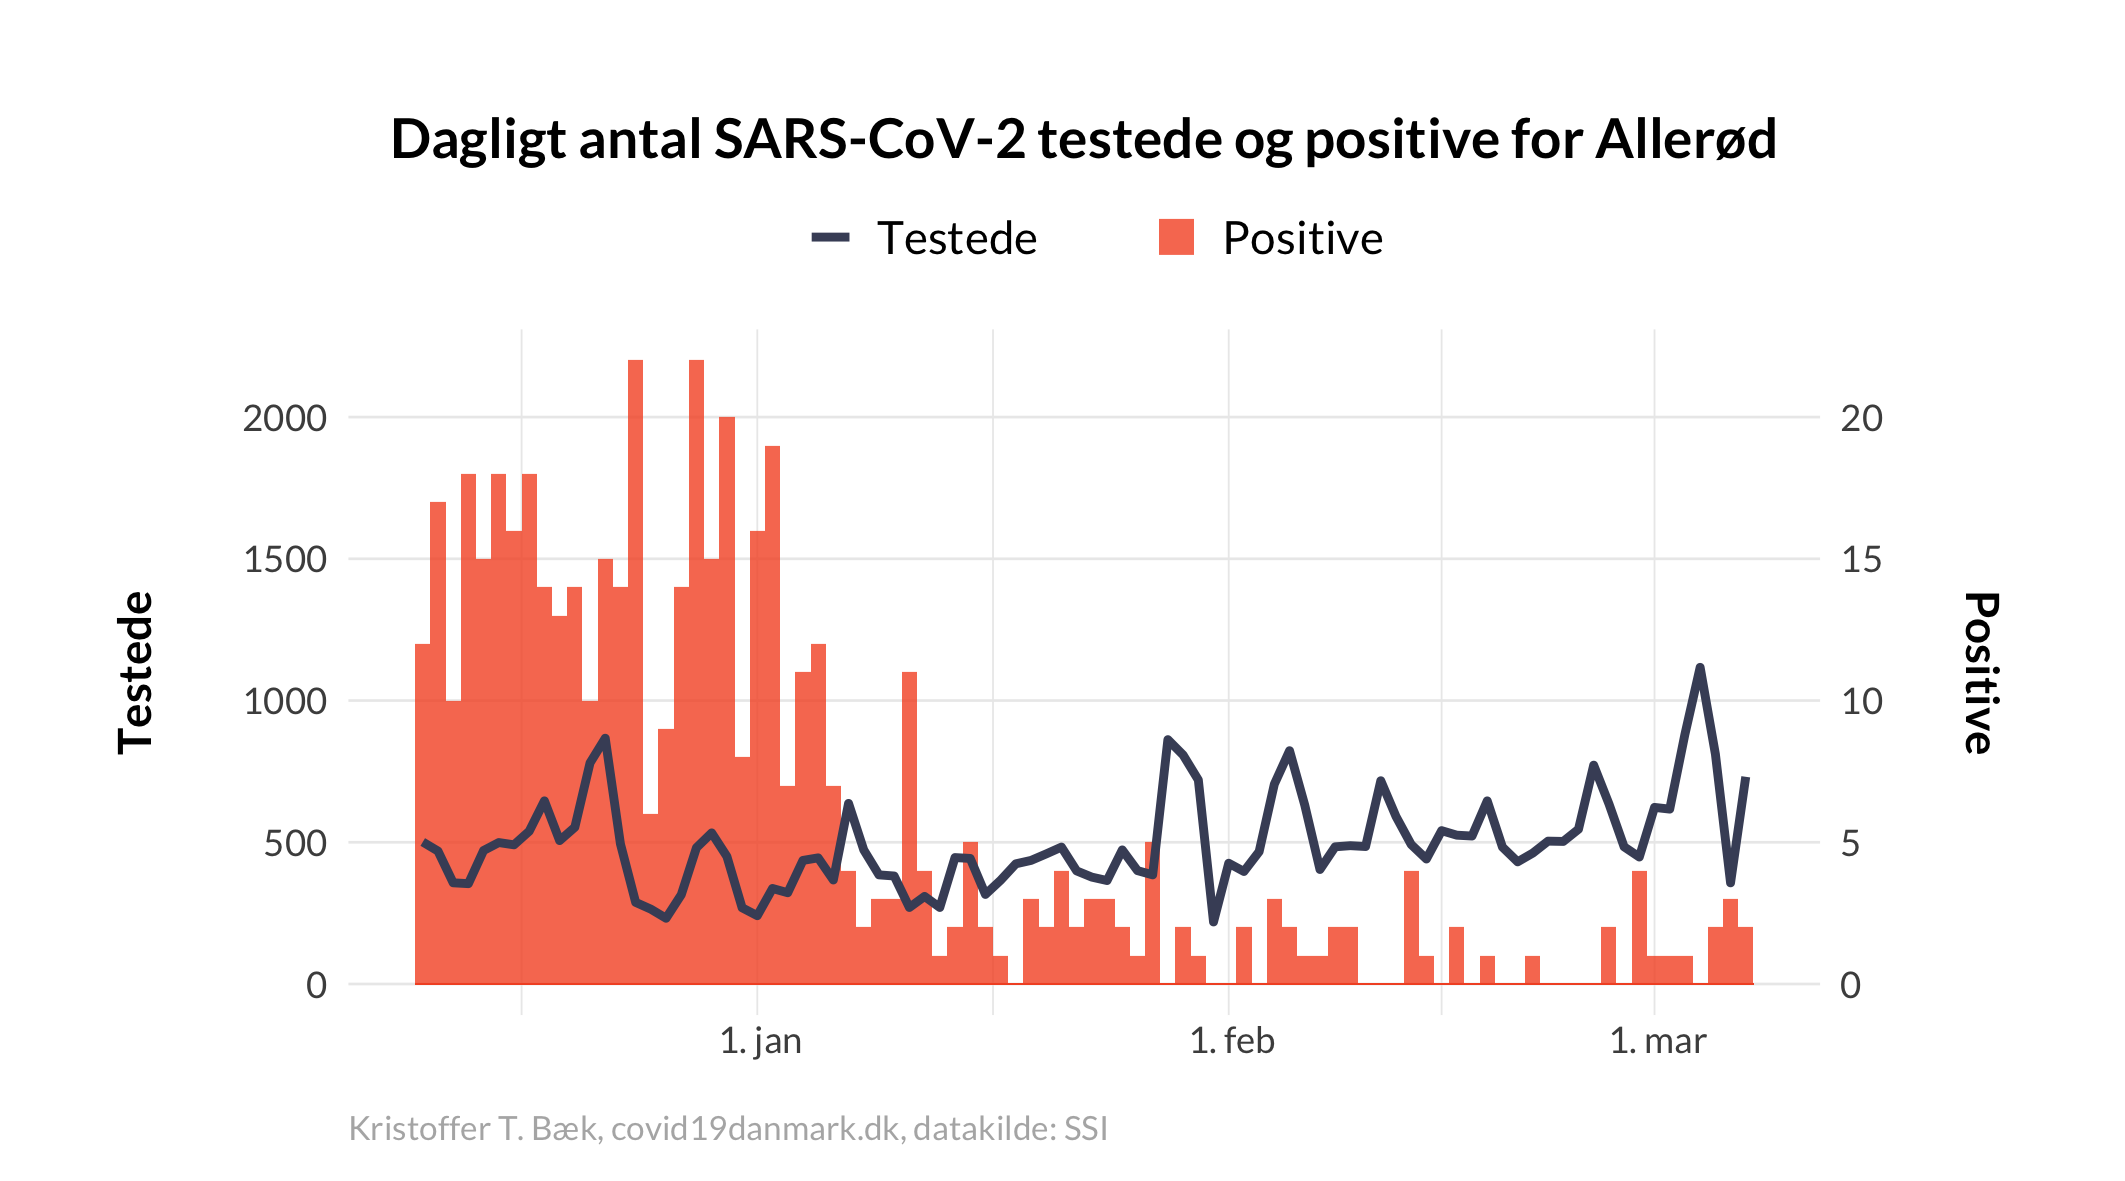 Dagligt antal SARS-CoV-2 testede og positive for Allerød
Testede
Positive
2000
1500
1000
500
0
20
15
10
5
0
Testede
Positive
1. jan
1. feb
1. mar
Kristoffer T. Bæk, covid19danmark.dk, datakilde: SSI